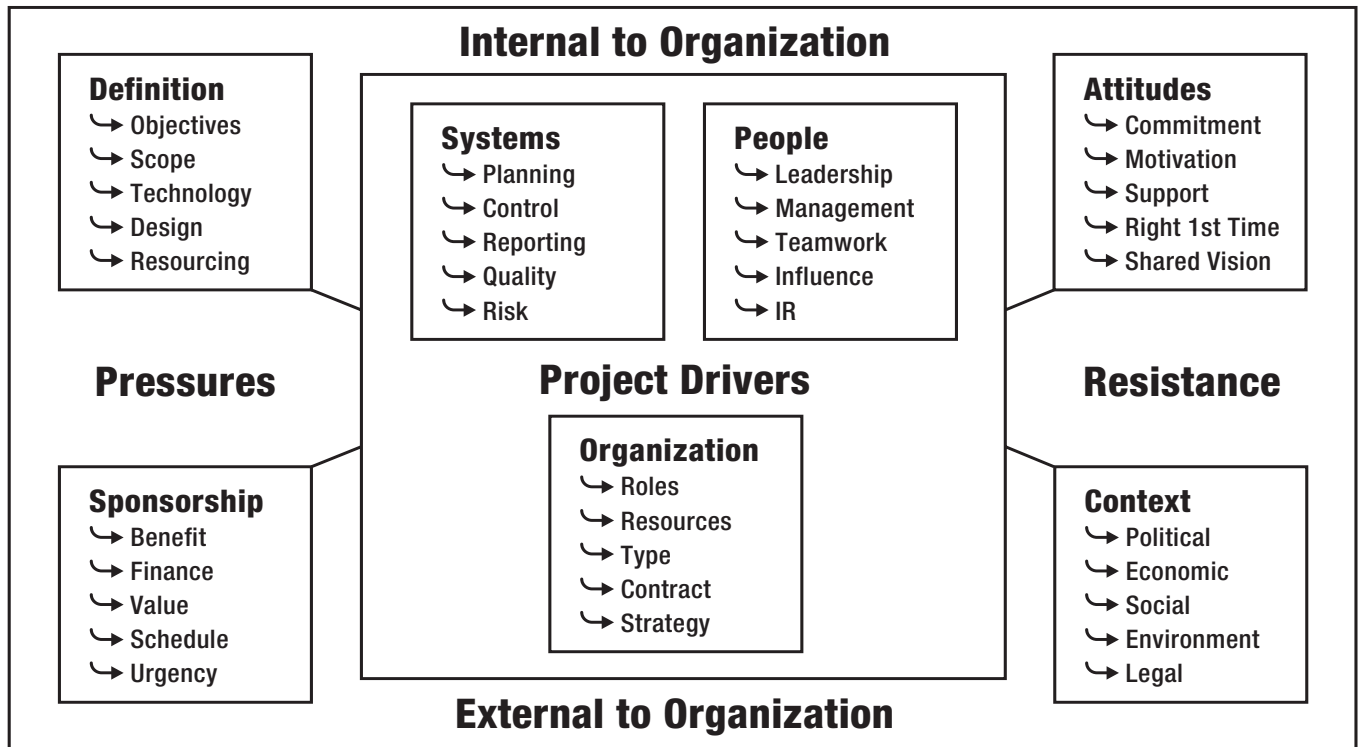 Internal to Organization
Definition
Objectives
Scope
Technology
Design
Resourcing
Systems
Planning
Control
Reporting
Quality
Risk
People
Leadership
Management
Teamwork
Influence
IR
Attitudes
Commitment
Motivation
Support
Right 1st Time
Shared Vision
Pressures
Project Drivers
Resistance
Sponsorship
Benefit
Finance
Value
Schedule
Urgency
Organization
Roles
Resources
Type
Contract
Strategy
Context
Political
Economic
Social
Environment
Legal
External to Organization